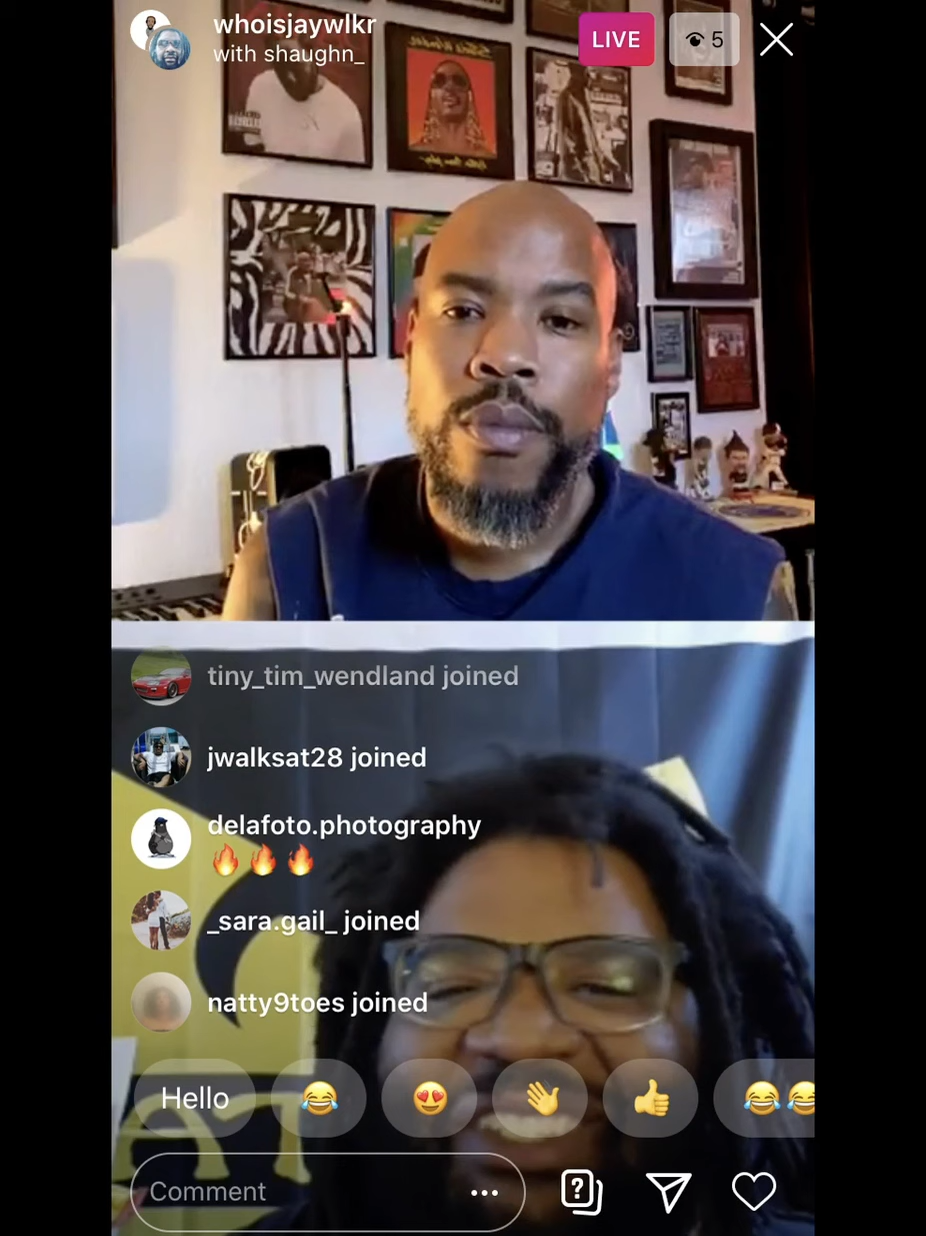 whoisjaywlkr
with shaughn_
LIVE
5
tiny_tim_wendland joined
jwalksat28 joined
delafoto.photography
🔥 🔥 🔥
_sara.gail_ joined
natty9toes joined
Hello 😂 😍 👋 👍 😂😂
Comment